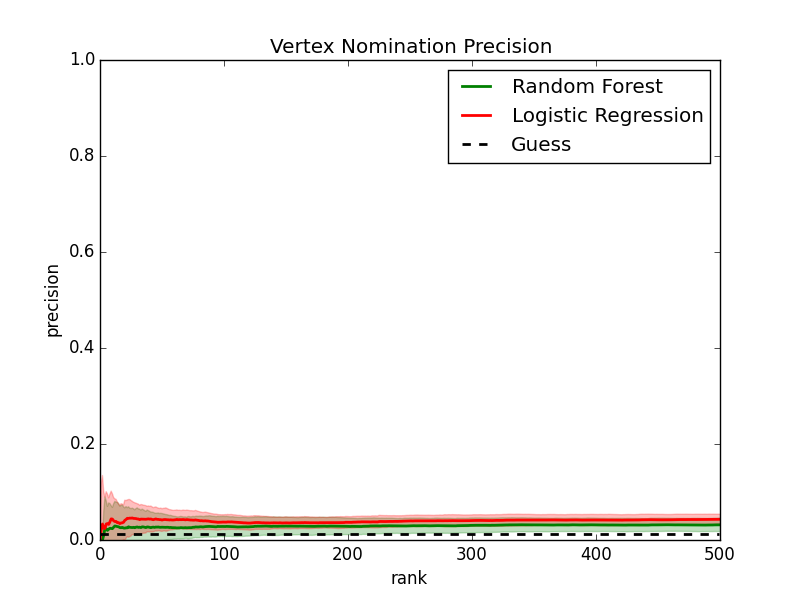 Vertex Nomination Precision
1.0
0.8
0.6
0.4
0.2
0.0
precision
Random Forest
Logistic Regression
Guess
0 100 200 300 400 500
rank